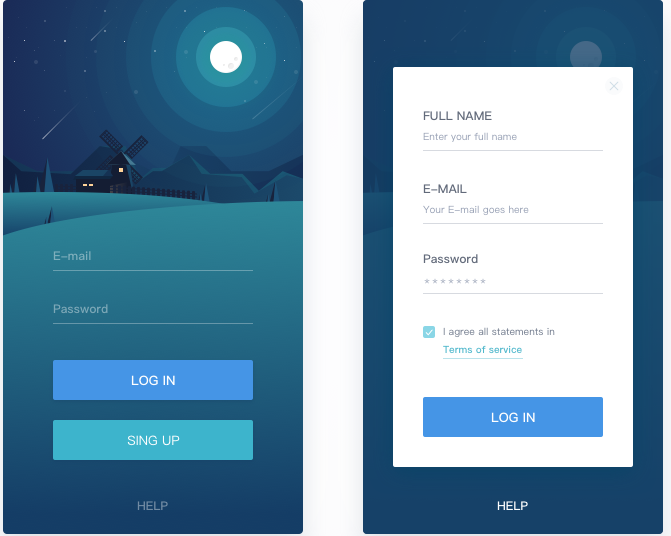 E-mail
Password
LOG IN
SING UP
HELP
FULL NAME
Enter your full name
E-MAIL
Your E-mail goes here
Password
********
I agree all statements in
Terms of service
LOG IN
HELP